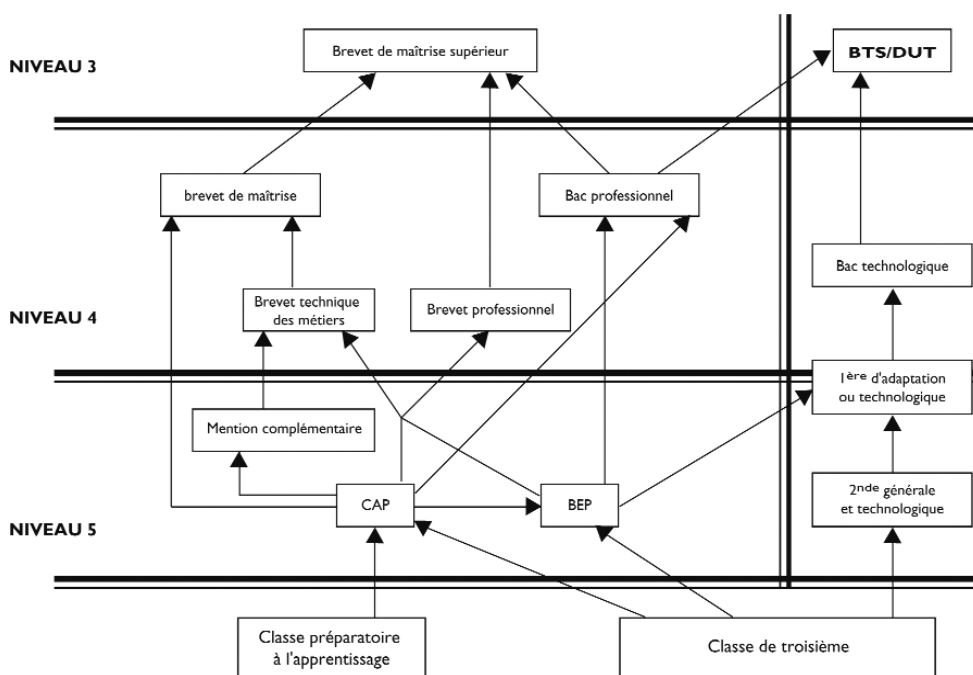 Brevet de maîtrise supérieur
BTS/DUT
NIVEAU 3
brevet de maîtrise
Bac professionnel
Bac technologique
Brevet technique
des métiers
Brevet professionnel
NIVEAU 4
1ère d'adaptation
ou technologique
Mention complémentaire
CAP
BEP
2nde générale
et technologique
NIVEAU 5
Classe préparatoire
à l'apprentissage
Classe de troisième